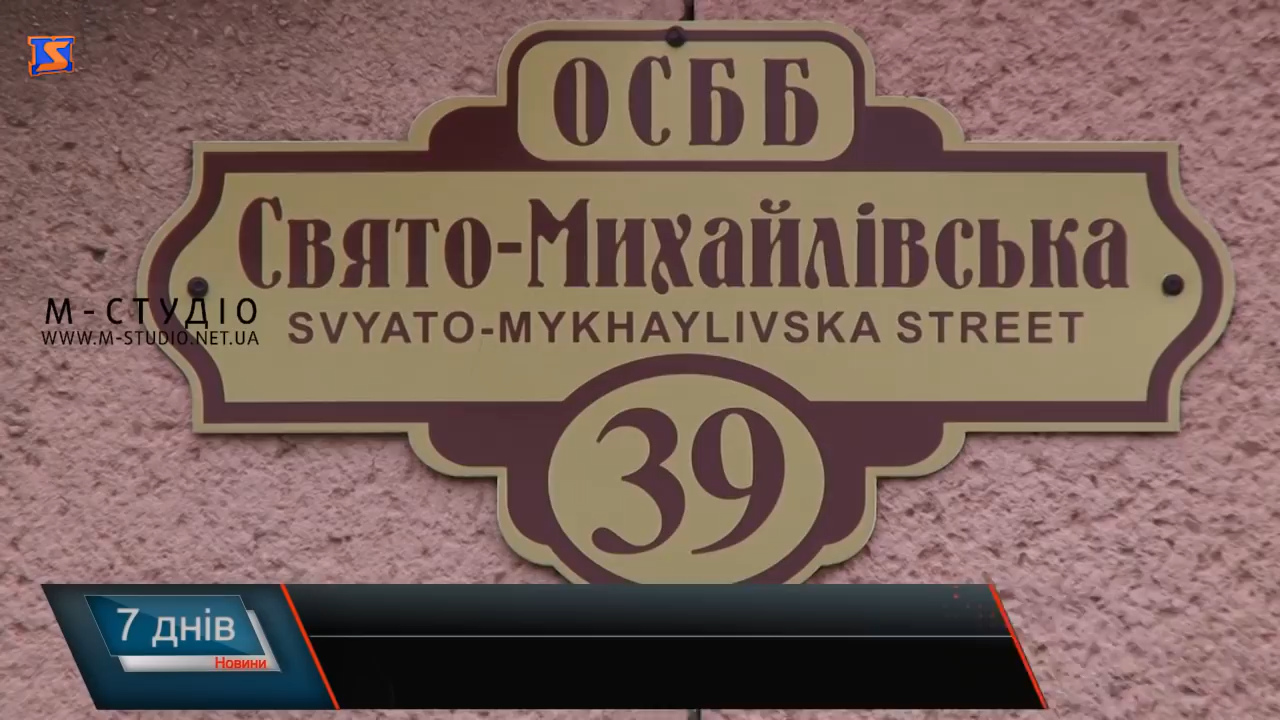 ОСББ
Свято-Михайлівська
SVYATO-MYKHAYLIVSKA STREET
39
М-СТУДІО
WWW.M-STUDIO.NET.UA
7 днів
Новини